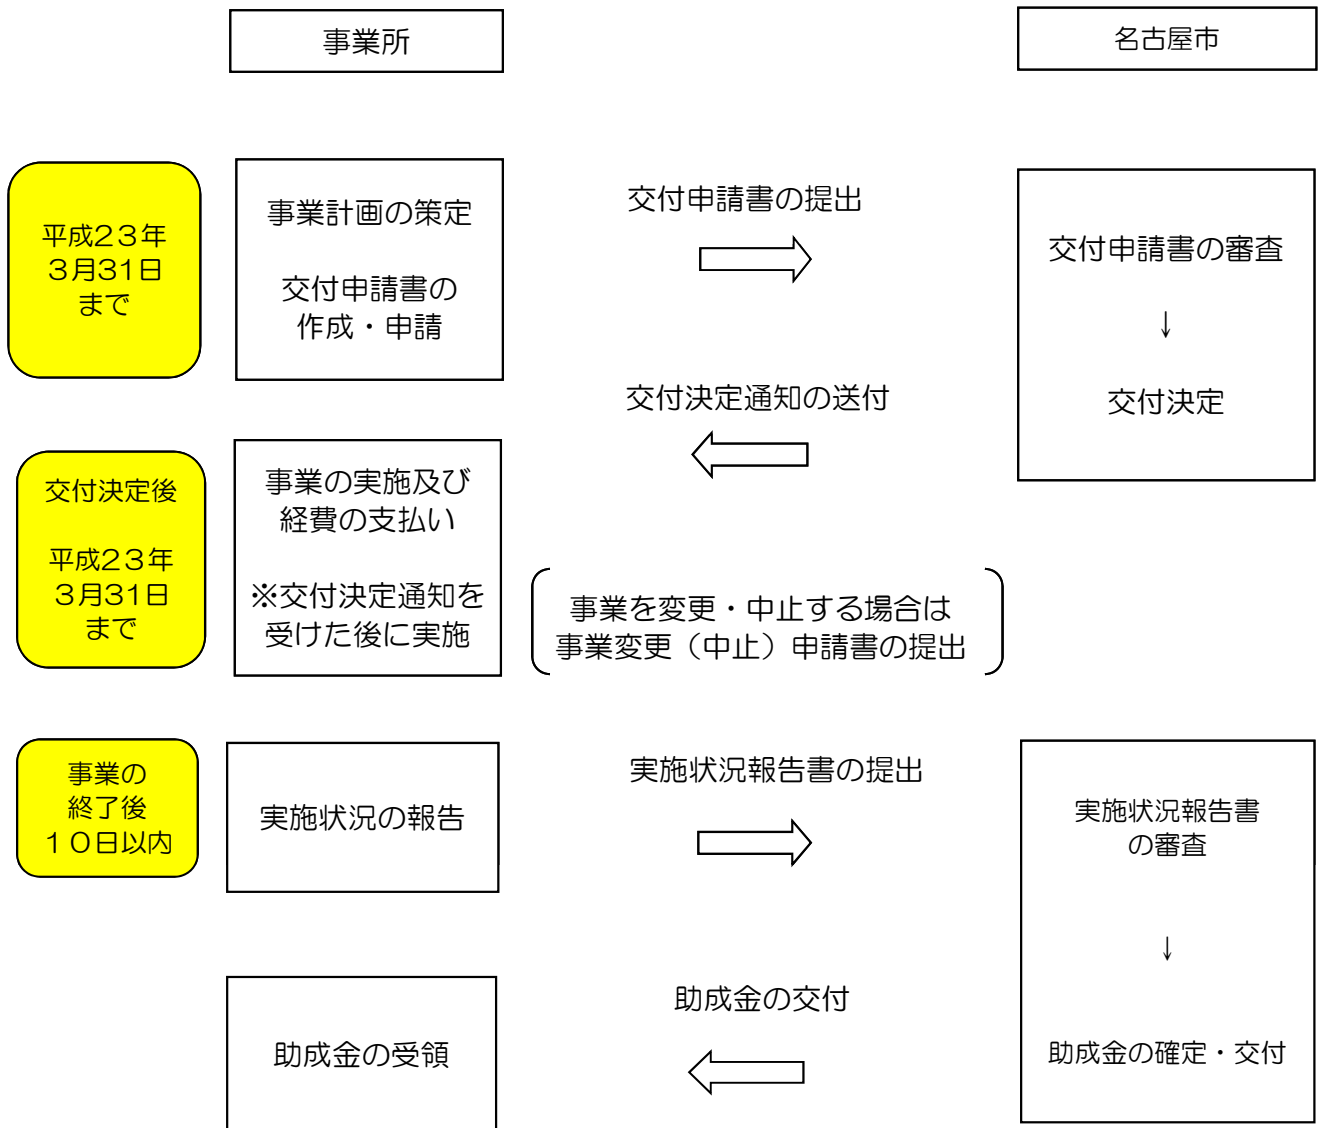 事業所
名古屋市
平成23年
3月31日
まで
事業計画の策定
交付申請書の
作成・申請
交付申請書の提出
交付申請書の審査
↓
交付決定
交付決定通知の送付
交付決定後
平成23年
3月31日
まで
事業の実施及び
経費の支払い
※交付決定通知を
受けた後に実施
事業を変更・中止する場合は
事業変更（中止）申請書の提出
事業の
終了後
10日以内
実施状況の報告
実施状況報告書の提出
実施状況報告書
の審査
↓
助成金の確定・交付
助成金の交付
助成金の受領